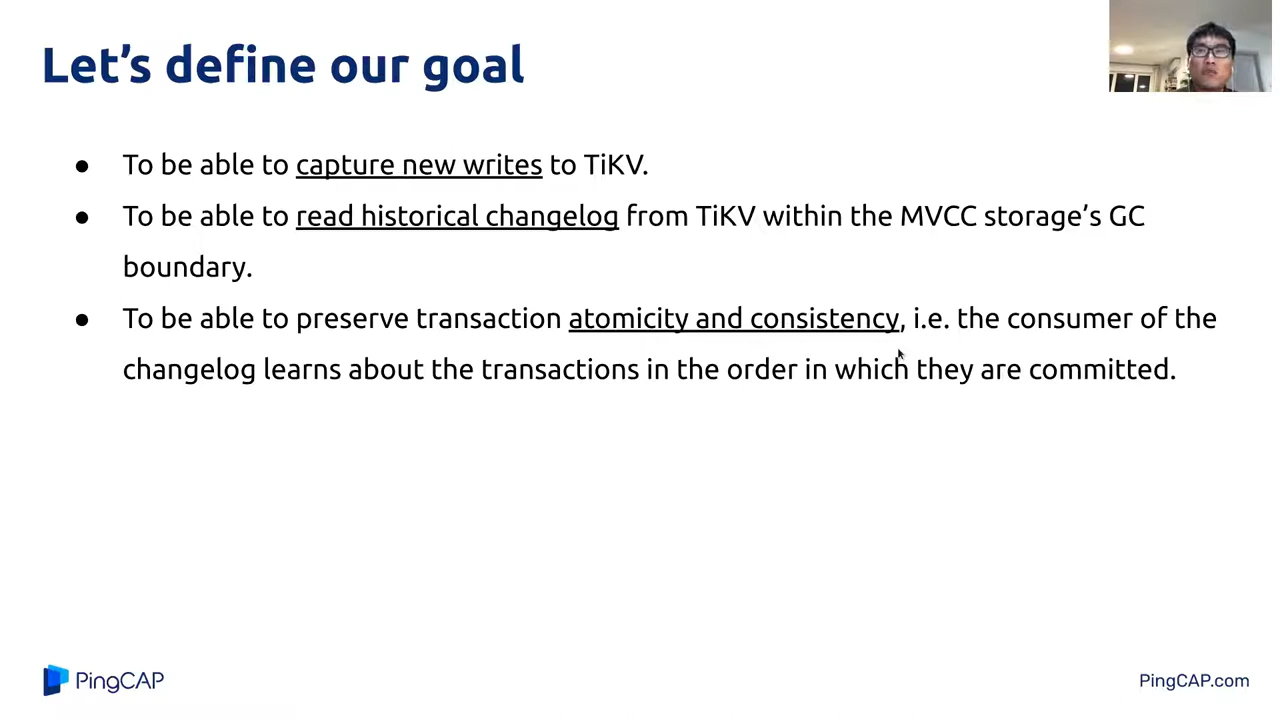 Let’s define our goal
● To be able to capture new writes to TiKV.
● To be able to read historical changelog from TiKV within the MVCC storage’s GC
boundary.
● To be able to preserve transaction atomicity and consistency, i.e. the consumer of the
changelog learns about the transactions in the order in which they are committed.
PingCAP
PingCAP.com